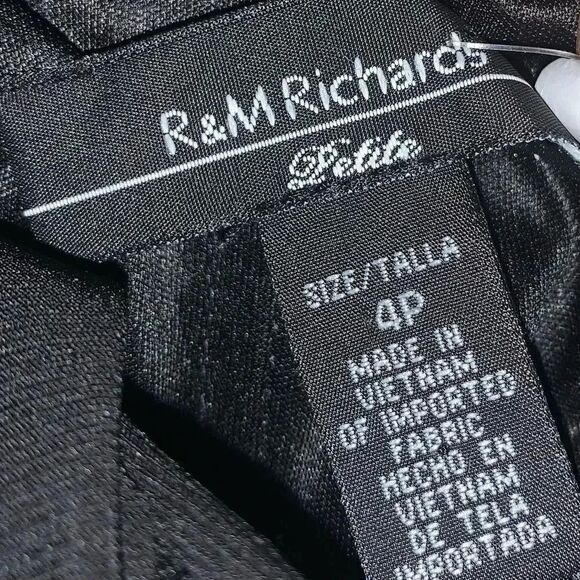 R&M Richards
Petite
SIZE/TALLA
4P
MADE IN
VIETNAM
OF IMPORTED
FABRIC
HECHO EN
VIETNAM
DE TELA
IMPORTADA